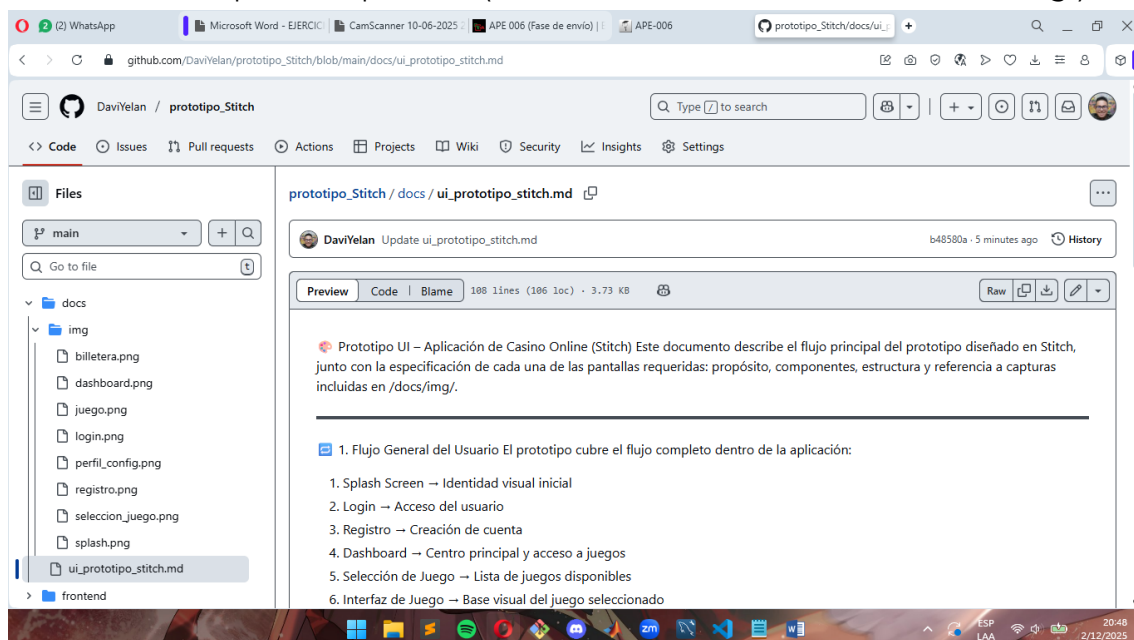 (2) WhatsApp
Microsoft Word - EJERCIC
CamScanner 10-06-2025 2
APE 006 (Fase de envío) |
APE-006
prototipo_Stitch/docs/ui_
github.com/DaviYelan/prototipo_Stitch/blob/main/docs/ui_prototipo_stitch.md
DaviYelan / prototipo_Stitch
Type / to search
Code Issues Pull requests Actions Projects Wiki Security Insights Settings
Files
main
Go to file t
docs
img
billetera.png
dashboard.png
juego.png
login.png
perfil_config.png
registro.png
seleccion_juego.png
splash.png
ui_prototipo_stitch.md
frontend
prototipo_Stitch / docs / ui_prototipo_stitch.md
DaviYelan Update ui_prototipo_stitch.md
b48580a · 5 minutes ago History
Preview Code Blame 108 lines (106 loc) · 3.73 KB
Raw
🎨 Prototipo UI – Aplicación de Casino Online (Stitch) Este documento describe el flujo principal del prototipo diseñado en Stitch,
junto con la especificación de cada una de las pantallas requeridas: propósito, componentes, estructura y referencia a capturas
incluidas en /docs/img/.
🔁 1. Flujo General del Usuario El prototipo cubre el flujo completo dentro de la aplicación:
1. Splash Screen → Identidad visual inicial
2. Login → Acceso del usuario
3. Registro → Creación de cuenta
4. Dashboard → Centro principal y acceso a juegos
5. Selección de Juego → Lista de juegos disponibles
6. Interfaz de Juego → Base visual del juego seleccionado
ESP
LAA
20:48
2/12/2025